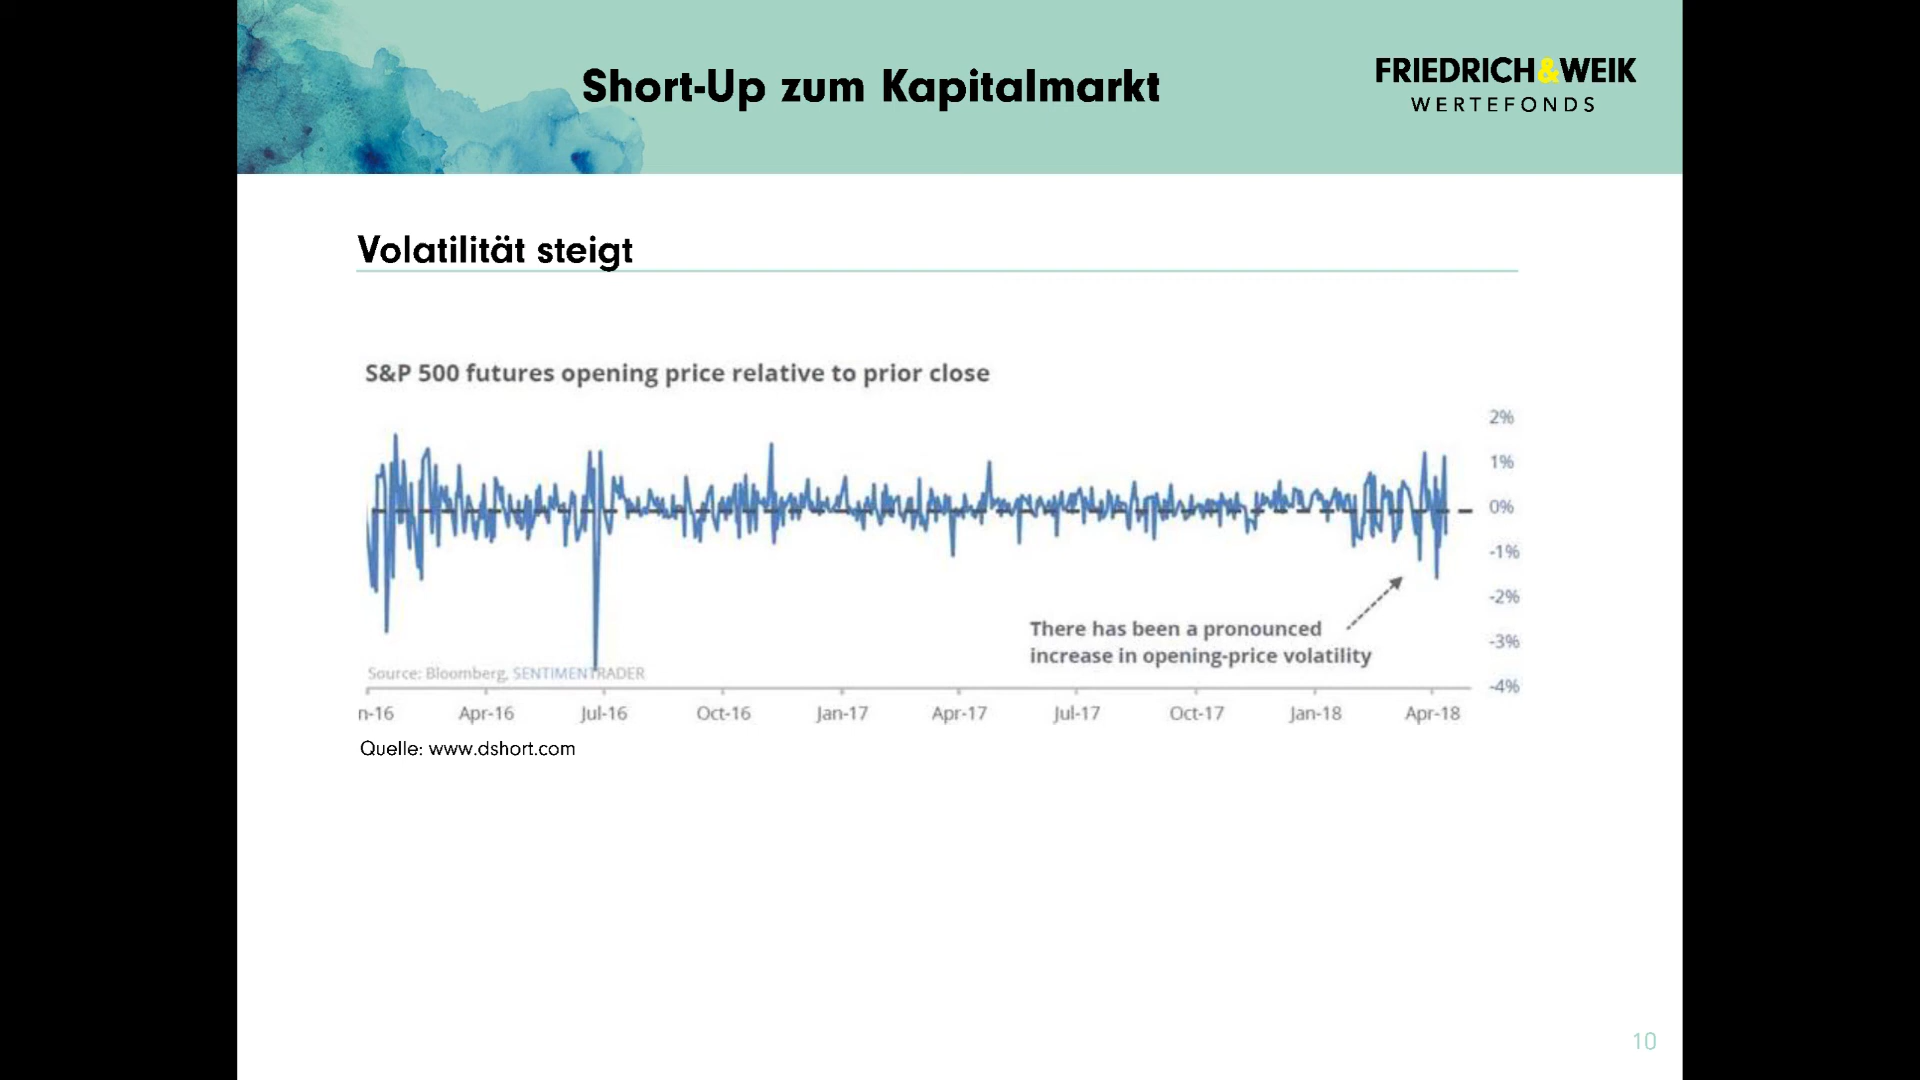 Short-Up zum Kapitalmarkt
FRIEDRICH&WEIK
WERTEFONDS
Volatilität steigt
S&P 500 futures opening price relative to prior close
2%
1%
0%
-1%
-2%
-3%
-4%
There has been a pronounced
increase in opening-price volatility
Source: Bloomberg, SENTIMENTRADER
n-16 Apr-16 Jul-16 Oct-16 Jan-17 Apr-17 Jul-17 Oct-17 Jan-18 Apr-18
Quelle: www.dshort.com
10